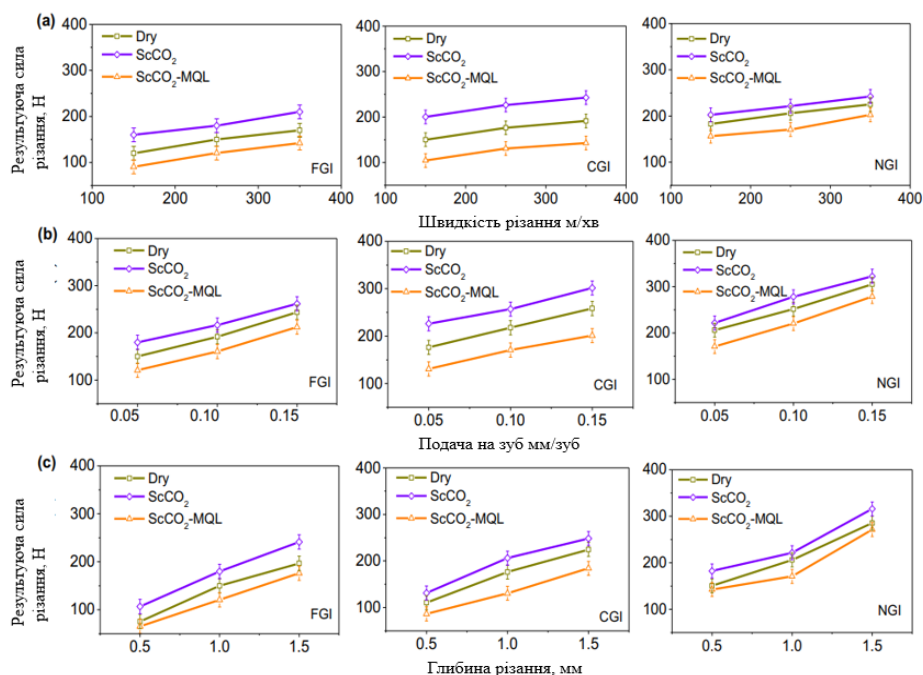 (a)
Результуюча сила
різання, Н
400
300
200
100
Dry
ScCO₂
ScCO₂-MQL
FGI
100 200 300 400
400
300
200
100
Dry
ScCO₂
ScCO₂-MQL
CGI
100 200 300 400
400
300
200
100
Dry
ScCO₂
ScCO₂-MQL
NGI
100 200 300 400
Швидкість різання м/хв
(b)
Результуюча сила
різання, Н
400
300
200
100
Dry
ScCO₂
ScCO₂-MQL
FGI
0.05 0.10 0.15
400
300
200
100
Dry
ScCO₂
ScCO₂-MQL
CGI
0.05 0.10 0.15
400
300
200
100
Dry
ScCO₂
ScCO₂-MQL
NGI
0.05 0.10 0.15
Подача на зуб мм/зуб
(c)
Результуюча сила
різання, Н
400
300
200
100
Dry
ScCO₂
ScCO₂-MQL
FGI
0.5 1.0 1.5
400
300
200
100
Dry
ScCO₂
ScCO₂-MQL
CGI
0.5 1.0 1.5
400
300
200
100
Dry
ScCO₂
ScCO₂-MQL
NGI
0.5 1.0 1.5
Глибина різання, мм